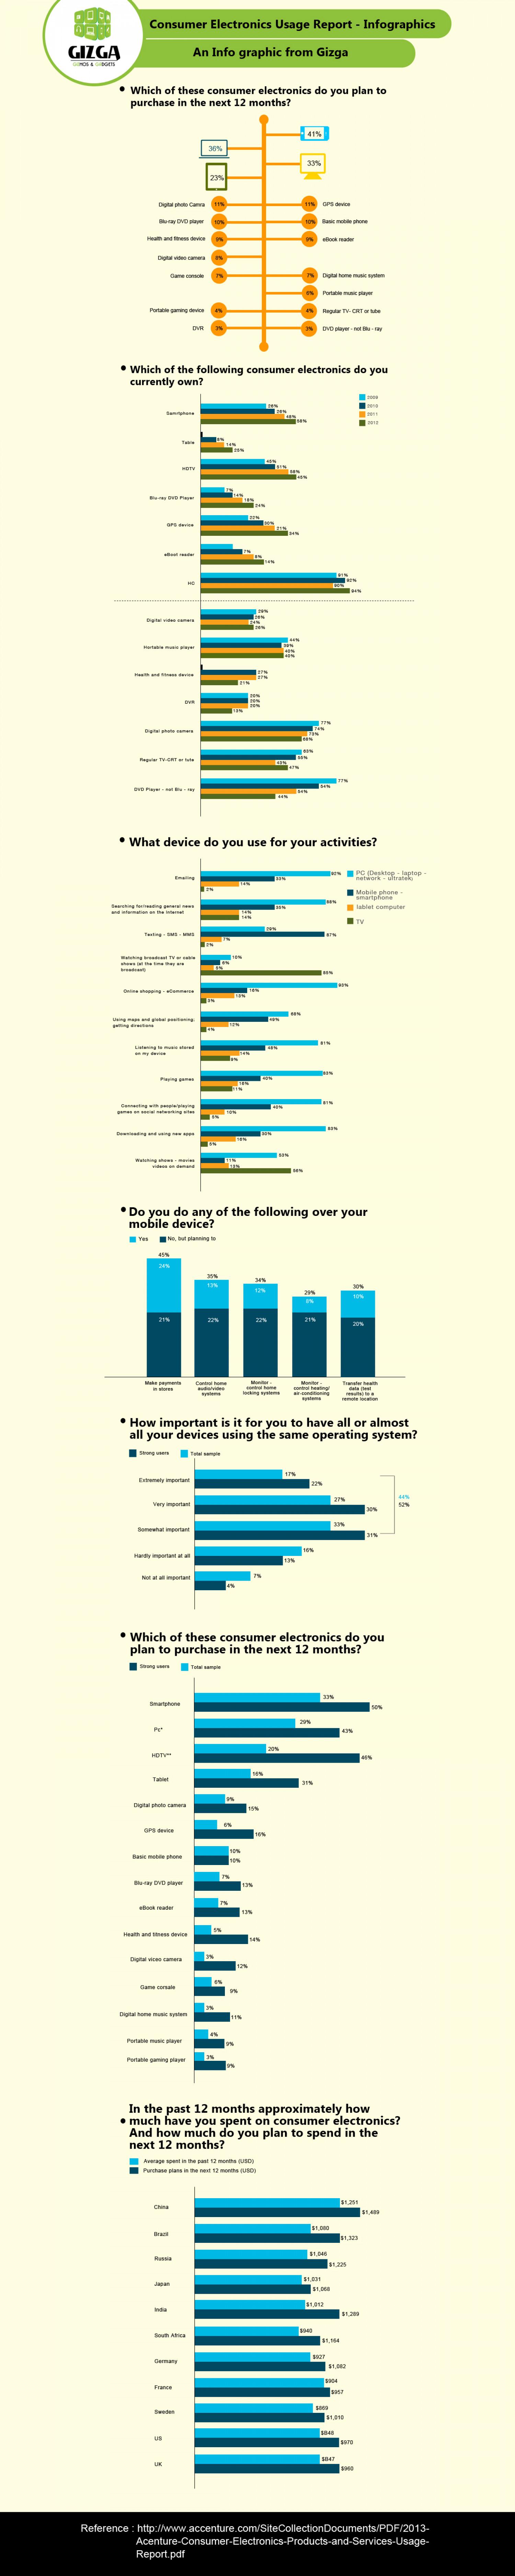 GIZGA
GIZMOS & GADGETS
Consumer Electronics Usage Report - Infographics
An Info graphic from Gizga
Which of these consumer electronics do you plan to
purchase in the next 12 months?
41%
36%
33%
23%
Digital photo Camra 11% 11% GPS device
Blu-ray DVD player 10% 10% Basic mobile phone
Health and fitness device 9% 9% eBook reader
Digital video camera 8%
Game console 7% 7% Digital home music system
6% Portable music player
Portable gaming device 4% 4% Regular TV- CRT or tube
DVR 3% 3% DVD player - not Blu - ray
Which of the following consumer electronics do you
currently own?
2009
2010
2011
2012
Samrtphone
28%
26%
48%
58%
Table
8%
14%
25%
HDTV
45%
51%
58%
48%
Blu-ray DVD Player
7%
14%
18%
24%
GPS device
22%
30%
21%
34%
eBoot reader
7%
9%
14%
HC
91%
92%
90%
94%
Digital video camera
29%
26%
24%
26%
Hortable music player
44%
39%
40%
40%
Health and fitness device
27%
27%
21%
DVR
20%
20%
20%
13%
Digital photo camera
77%
74%
73%
68%
Regular TV-CRT or tute
63%
55%
45%
47%
DVD Player - not Blu - ray
77%
64%
54%
44%
What device do you use for your activities?
PC (Desktop - laptop -
network - ultratek)
Mobile phone -
smartphone
lablet computer
TV
Emailing
92%
53%
14%
2%
Searching for/reading general news
and information on the Internet
88%
55%
14%
14%
Texting - SMS - MMS
29%
87%
7%
2%
Watching broadcast TV or cable
shows (at the time they are
broadcast)
10%
8%
5%
85%
Online shopping - eCommerce
93%
16%
13%
3%
Using maps and global positioning;
getting directions
66%
49%
12%
4%
Listening to music stored
on my device
81%
46%
14%
9%
Playing games
83%
40%
16%
11%
Connecting with people/playing
games on social networking sites
81%
40%
10%
5%
Downloading and using new apps
83%
30%
16%
5%
Watching shows - movies
videos on demand
53%
11%
13%
56%
Do you do any of the following over your
mobile device?
Yes No, but planning to
45%
24%
21%
35%
13%
22%
34%
12%
22%
29%
8%
21%
30%
10%
20%
Make payments
in stores
Control home
audio/video
systems
Monitor -
control home
locking systems
Monitor -
control heating/
air-conditioning
systems
Transfer health
data (test
results) to a
remote location
How important is it for you to have all or almost
all your devices using the same operating system?
Strong users Total sample
Extremely important
17%
22%
Very important
27%
30%
Somewhat important
33%
31%
44%
52%
Hardly important at all
16%
13%
Not at all important
7%
4%
Which of these consumer electronics do you
plan to purchase in the next 12 months?
Strong users Total sample
Smartphone
33%
50%
Pc*
29%
43%
HDTV**
20%
46%
Tablet
16%
31%
Digital photo camera
9%
15%
GPS device
6%
16%
Basic mobile phone
10%
10%
Blu-ray DVD player
7%
13%
eBook reader
7%
13%
Health and fitness device
5%
14%
Digital viceo camera
3%
12%
Game corsale
6%
9%
Digital home music system
3%
11%
Portable music player
4%
9%
Portable gaming player
3%
9%
In the past 12 months approximately how
much have you spent on consumer electronics?
And how much do you plan to spend in the
next 12 months?
Average spent in the past 12 months (USD)
Purchase plans in the next 12 months (USD)
China
$1,251
$1,489
Brazil
$1,080
$1,323
Russia
$1,046
$1,225
Japan
$1,031
$1,068
India
$1,012
$1,289
South Africa
$940
$1,164
Germany
$927
$1,082
France
$904
$957
Sweden
$869
$1,010
US
$848
$970
UK
$847
$960
Reference : http://www.accenture.com/SiteCollectionDocuments/PDF/2013-
Acenture-Consumer-Electronics-Products-and-Services-Usage-
Report.pdf